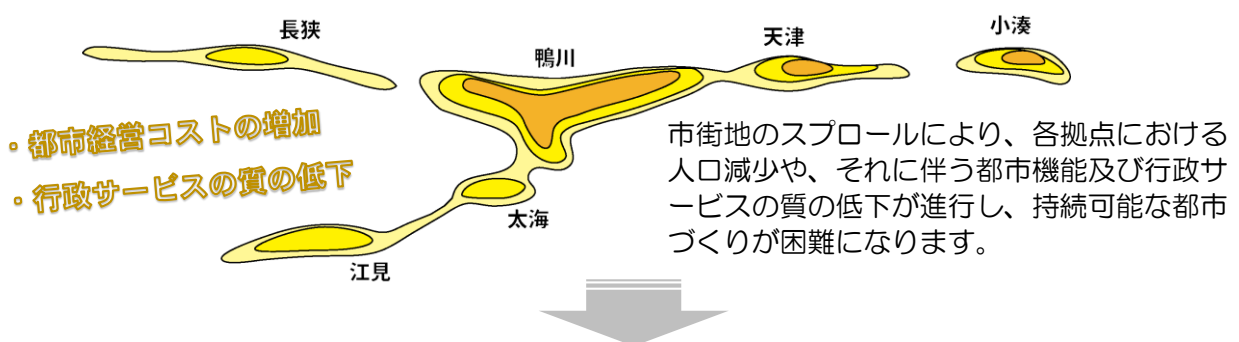 長狭
鴨川
天津
小湊
・都市経営コストの増加
・行政サービスの質の低下
市街地のスプロールにより、各拠点における
人口減少や、それに伴う都市機能及び行政サ
ービスの質の低下が進行し、持続可能な都市
づくりが困難になります。
太海
江見